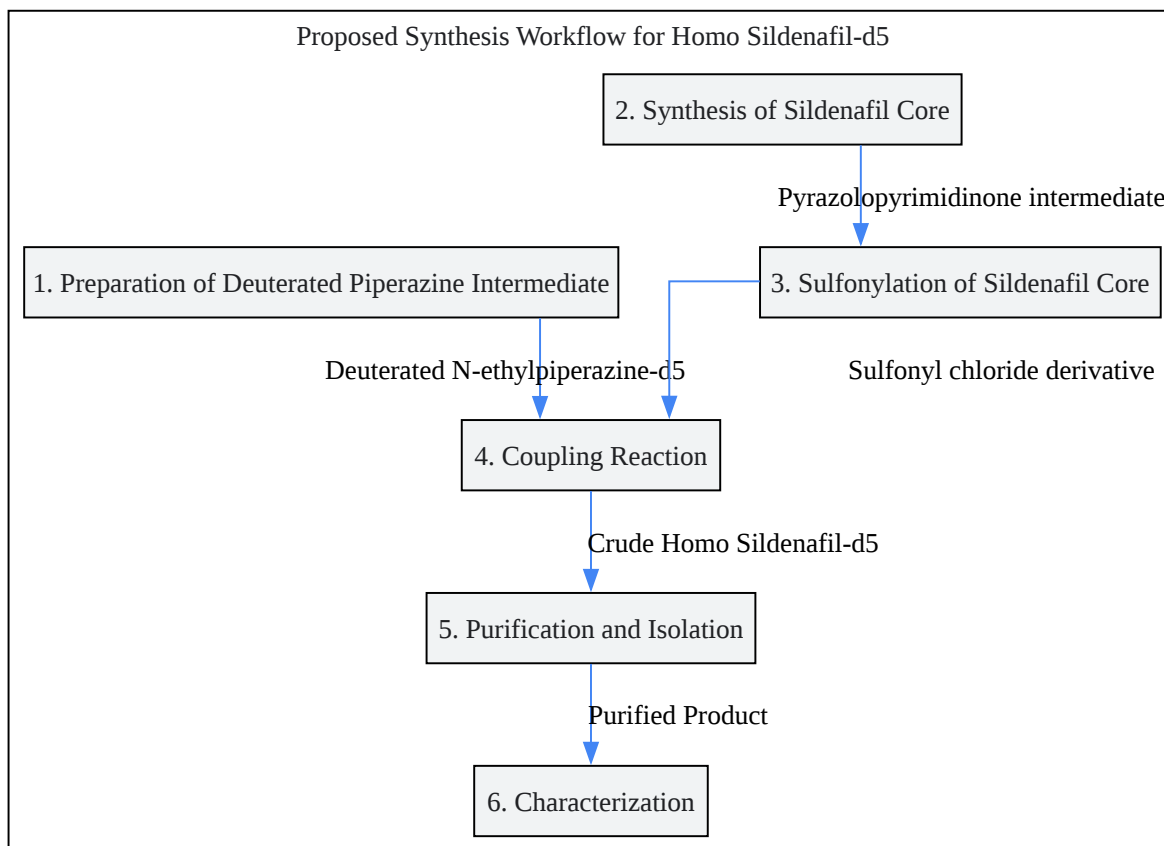 Proposed Synthesis Workflow for Homo Sildenafil-d5
2. Synthesis of Sildenafil Core
Pyrazolopyrimidinone intermediate
1. Preparation of Deuterated Piperazine Intermediate
3. Sulfonylation of Sildenafil Core
Deuterated N-ethylpiperazine-d5
Sulfonyl chloride derivative
4. Coupling Reaction
Crude Homo Sildenafil-d5
5. Purification and Isolation
Purified Product
6. Characterization